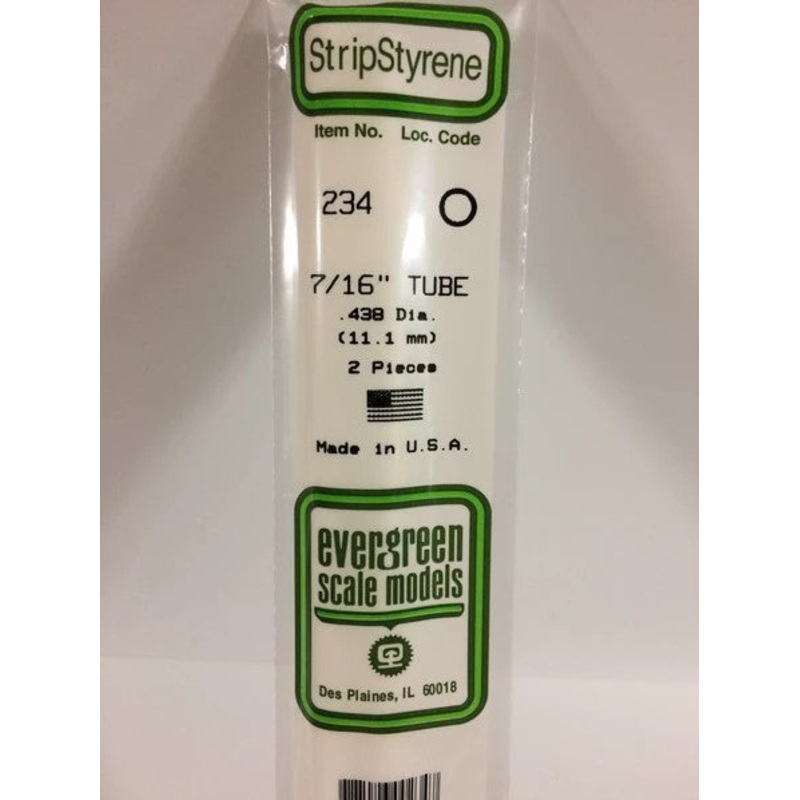 StripStyrene
Item No. Loc. Code
234
7/16" TUBE
.438 Dia.
(11.1 mm)
2 Pieces
Made in U.S.A.
evergreen
scale models
Des Plaines, IL 60018